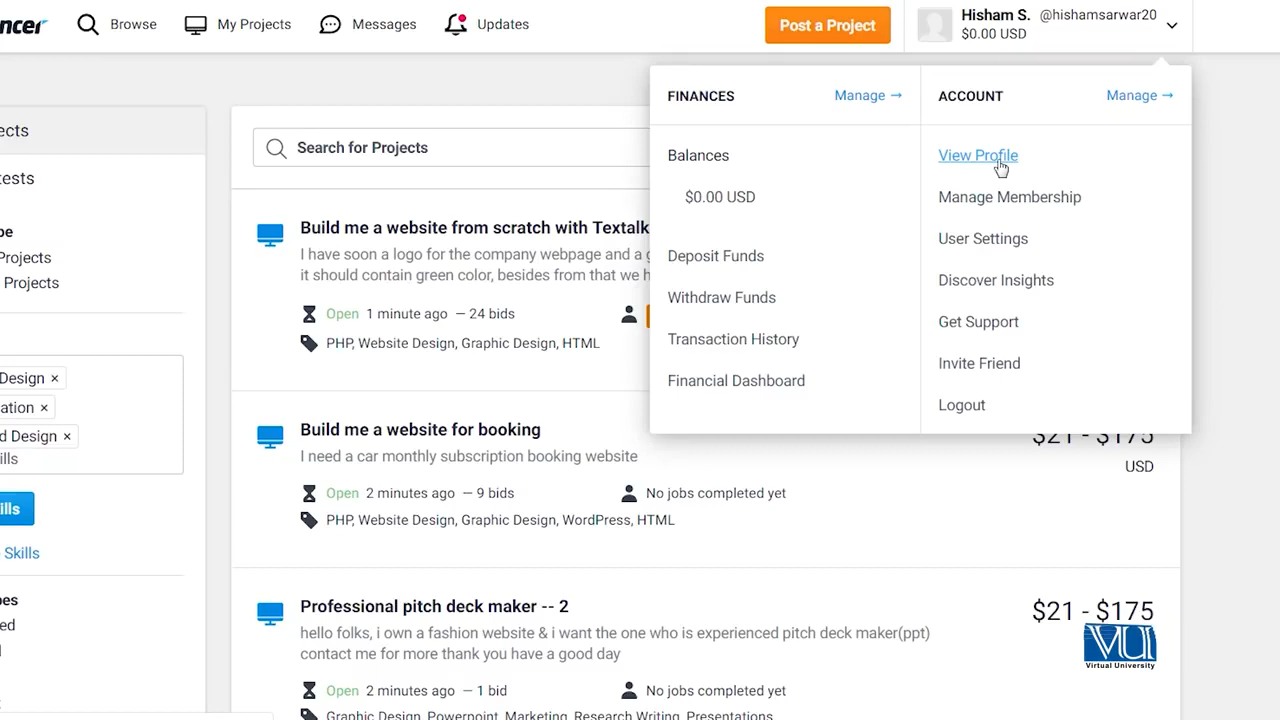 ncer
Browse
My Projects
Messages
Updates
Post a Project
Hisham S. @hishamsarwar20
$0.00 USD
FINANCES
Manage →
ACCOUNT
Manage →
Balances
$0.00 USD
Deposit Funds
Withdraw Funds
Transaction History
Financial Dashboard
View Profile
Manage Membership
User Settings
Discover Insights
Get Support
Invite Friend
Logout
ects
tests
pe
Projects
Projects
Design ×
ation ×
d Design ×
ills
ills
Skills
pes
ed
Search for Projects
Build me a website from scratch with Textalk
I have soon a logo for the company webpage and a g
it should contain green color, besides from that we h
Open 1 minute ago — 24 bids
PHP, Website Design, Graphic Design, HTML
Build me a website for booking
$21 - $175
USD
I need a car monthly subscription booking website
Open 2 minutes ago — 9 bids
No jobs completed yet
PHP, Website Design, Graphic Design, WordPress, HTML
Professional pitch deck maker -- 2
$21 - $175
hello folks, i own a fashion website & i want the one who is experienced pitch deck maker(ppt)
contact me for more thank you have a good day
Open 2 minutes ago — 1 bid
No jobs completed yet
Graphic Design, Powerpoint, Marketing, Research Writing, Presentations
VU
Virtual University